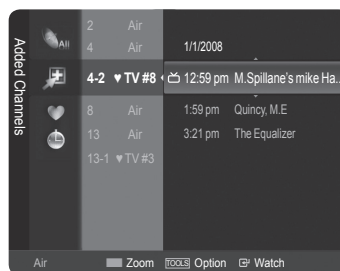 Added Channels
All
2 Air
4 Air 1/1/2008
4-2 ♥ TV #8 12:59 pm M.Spillane's mike Ha..
8 Air 1:59 pm Quincy, M.E
13 Air 3:21 pm The Equalizer
13-1 ♥ TV #3
Air Zoom TOOLS Option Watch